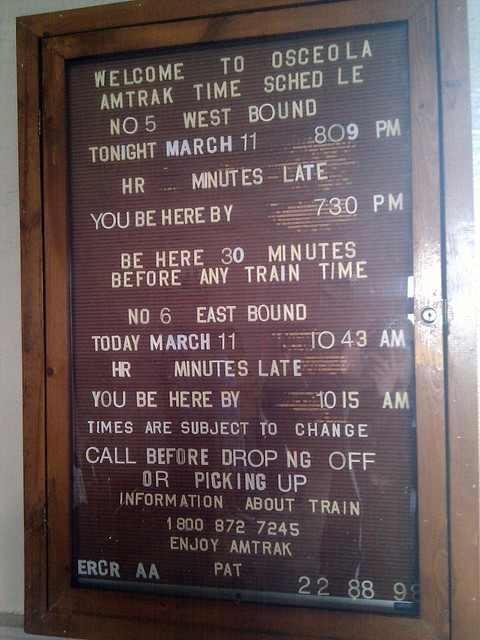 WELCOME TO OSCEOLA
AMTRAK TIME SCHED LE
NO 5 WEST BOUND
TONIGHT MARCH 11 809 PM
HR MINUTES LATE
YOU BE HERE BY 730 PM
BE HERE 30 MINUTES
BEFORE ANY TRAIN TIME
NO 6 EAST BOUND
TODAY MARCH 11 10 43 AM
HR MINUTES LATE
YOU BE HERE BY 10 15 AM
TIMES ARE SUBJECT TO CHANGE
CALL BEFORE DROP NG OFF
OR PICKING UP
INFORMATION ABOUT TRAIN
1 800 872 7245
ENJOY AMTRAK
ERCR AA PAT
22 88 98